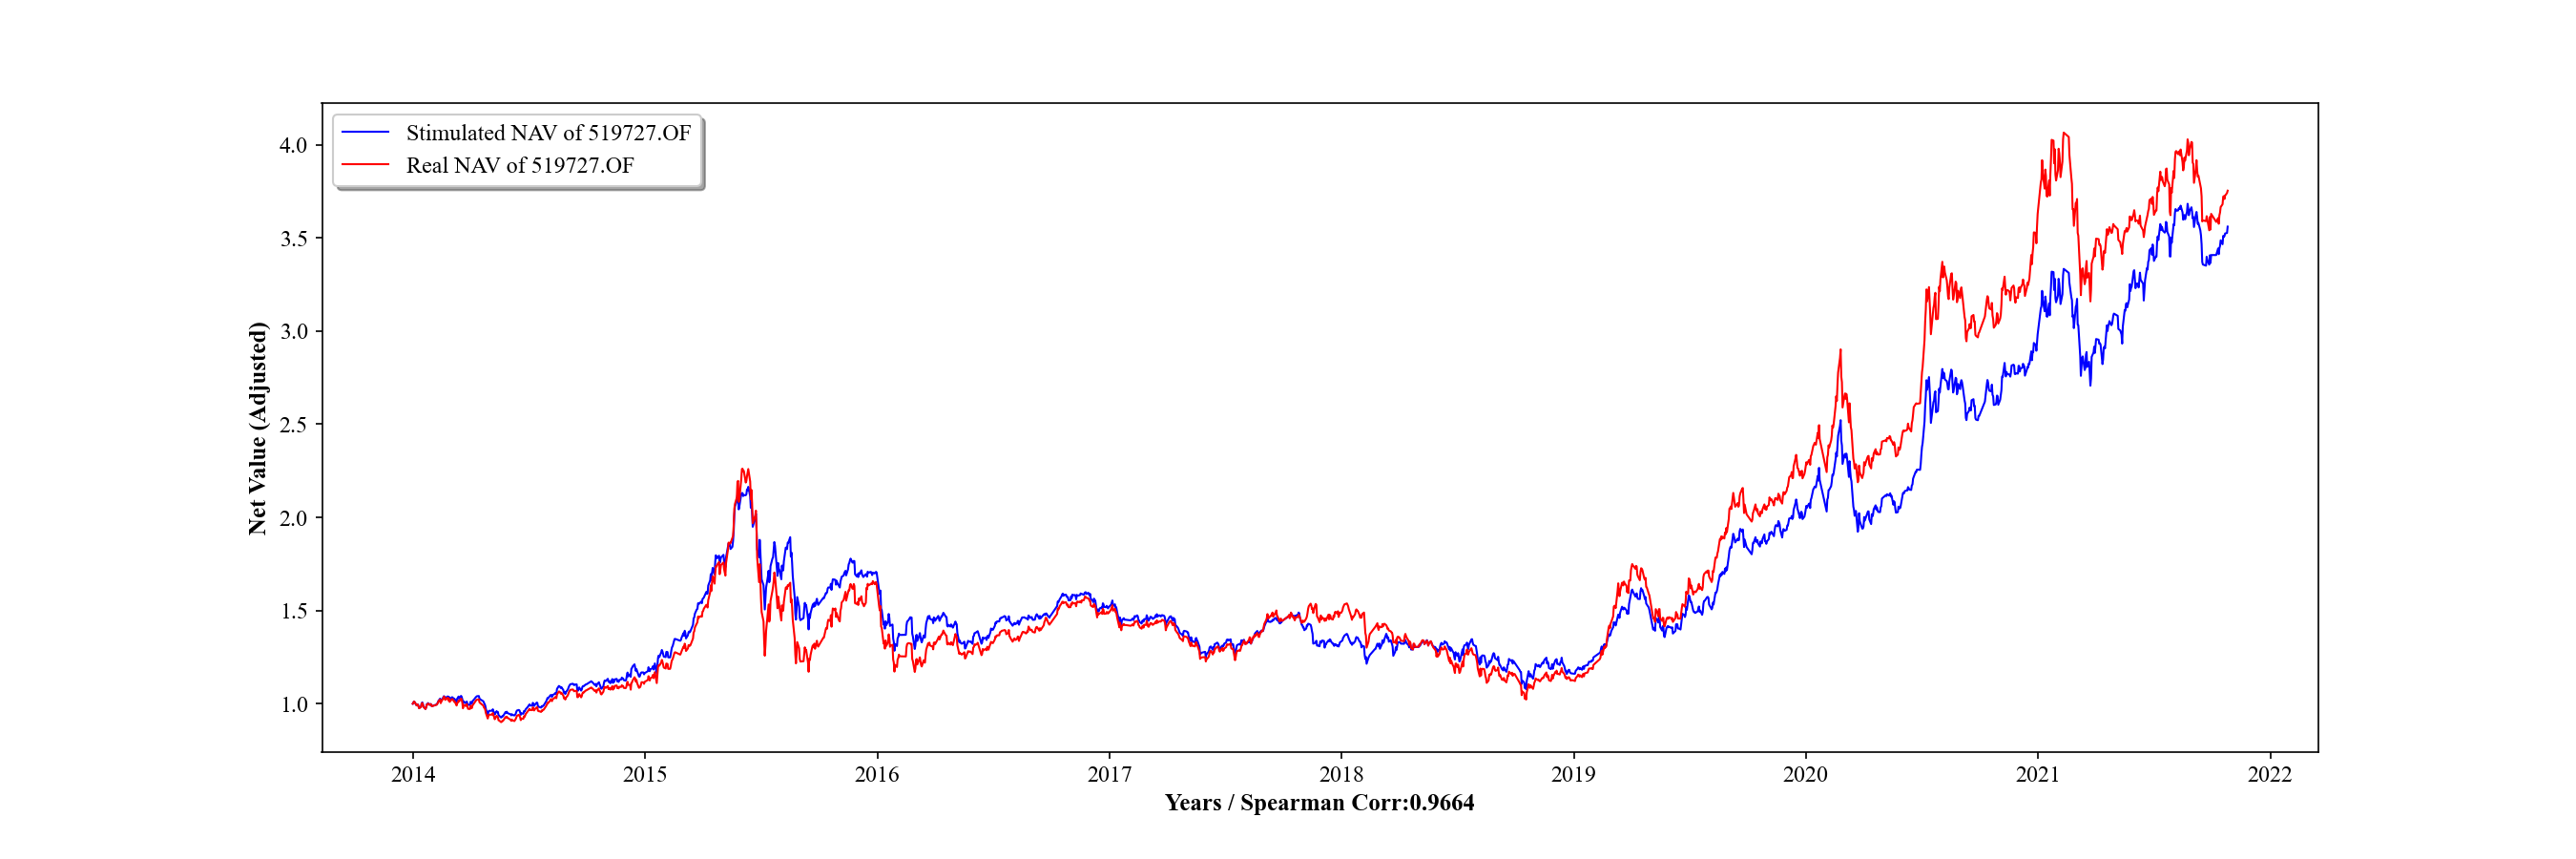 Stimulated NAV of 519727.OF
Real NAV of 519727.OF
4.0
3.5
3.0
2.5
2.0
1.5
1.0
Net Value (Adjusted)
2014 2015 2016 2017 2018 2019 2020 2021 2022
Years / Spearman Corr:0.9664